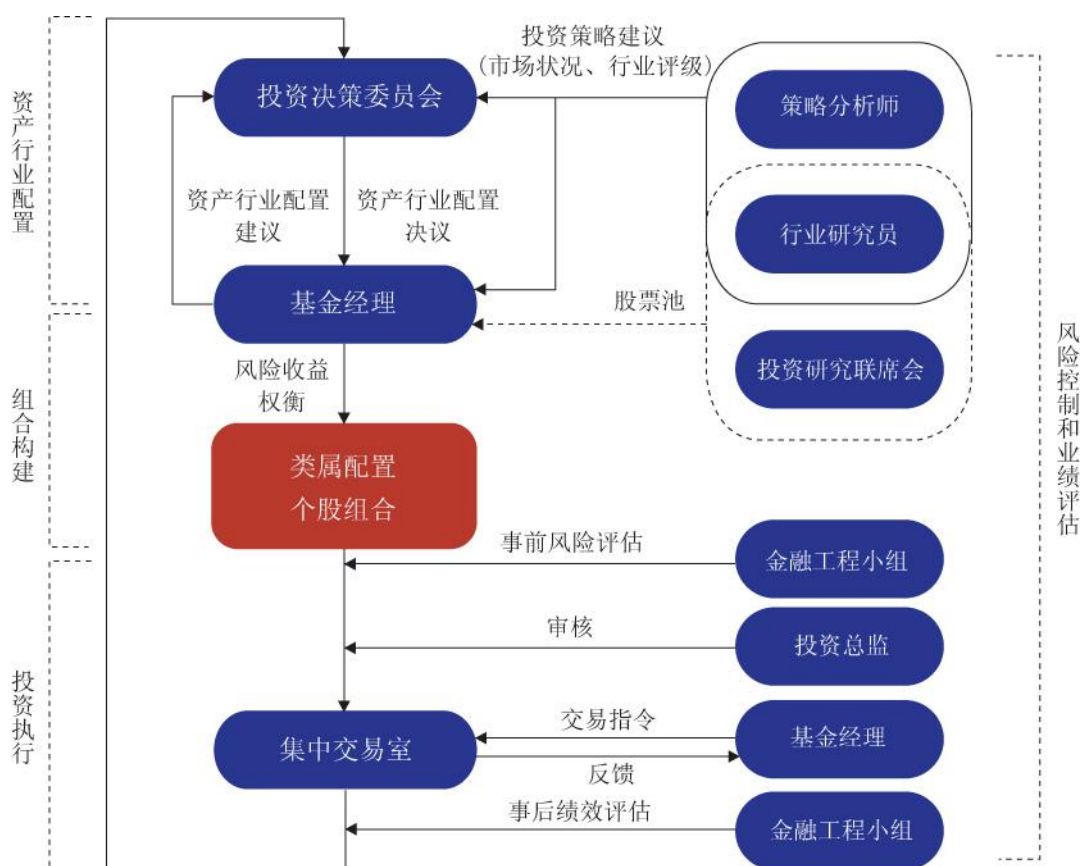 投资策略建议
(市场状况、行业评级)
投资决策委员会
策略分析师
资产行业配置
资产行业配置
建议
资产行业配置
决议
行业研究员
基金经理
股票池
风险收益
权衡
投资研究联席会
组合构建
类属配置
个股组合
风险控制和业绩评估
事前风险评估
金融工程小组
审核
投资总监
投资执行
集中交易室
交易指令
反馈
基金经理
事后绩效评估
金融工程小组